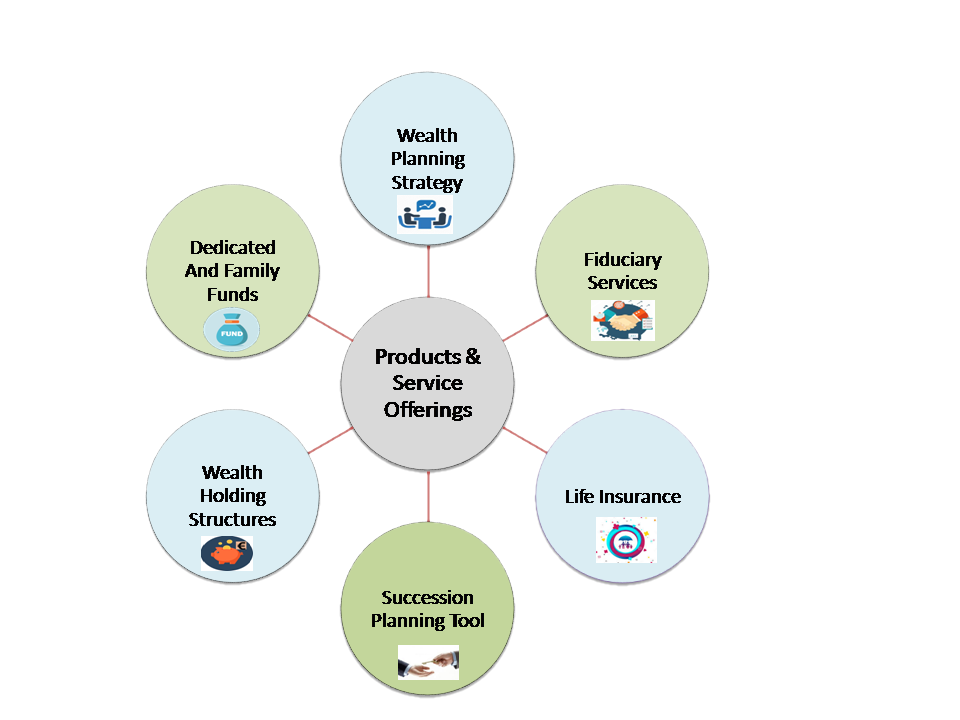 Wealth
Planning
Strategy
Dedicated
And Family
Funds
FUND
Fiduciary
Services
Products &
Service
Offerings
Wealth
Holding
Structures
Life Insurance
Succession
Planning Tool